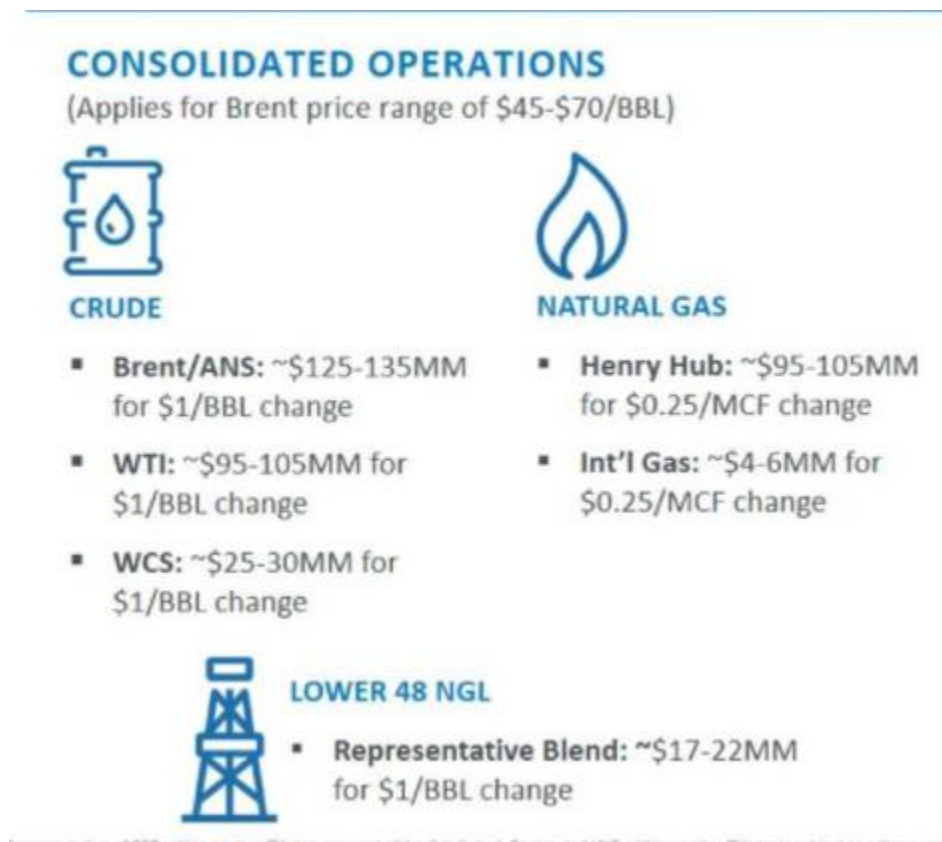 CONSOLIDATED OPERATIONS
(Applies for Brent price range of $45-$70/BBL)
CRUDE
▪ Brent/ANS: ~$125-135MM
for $1/BBL change
▪ WTI: ~$95-105MM for
$1/BBL change
▪ WCS: ~$25-30MM for
$1/BBL change
NATURAL GAS
▪ Henry Hub: ~$95-105MM
for $0.25/MCF change
▪ Int'l Gas: ~$4-6MM for
$0.25/MCF change
LOWER 48 NGL
▪ Representative Blend: ~$17-22MM
for $1/BBL change